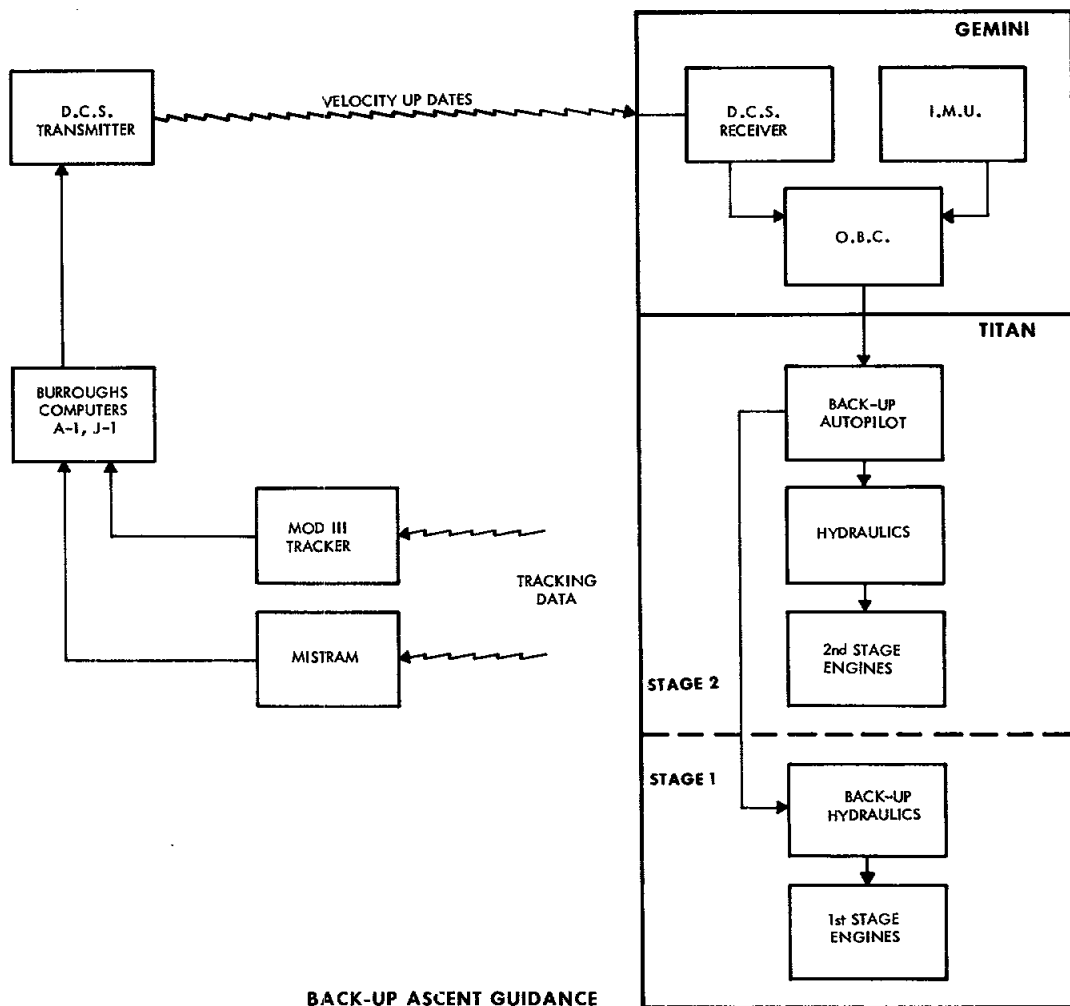 GEMINI
D.C.S.
TRANSMITTER
VELOCITY UP DATES
D.C.S.
RECEIVER
I.M.U.
O.B.C.
TITAN
BURROUGHS
COMPUTERS
A-1, J-1
BACK-UP
AUTOPILOT
MOD III
TRACKER
HYDRAULICS
TRACKING
DATA
MISTRAM
2nd STAGE
ENGINES
STAGE 2
STAGE 1
BACK-UP
HYDRAULICS
1st STAGE
ENGINES
BACK-UP ASCENT GUIDANCE